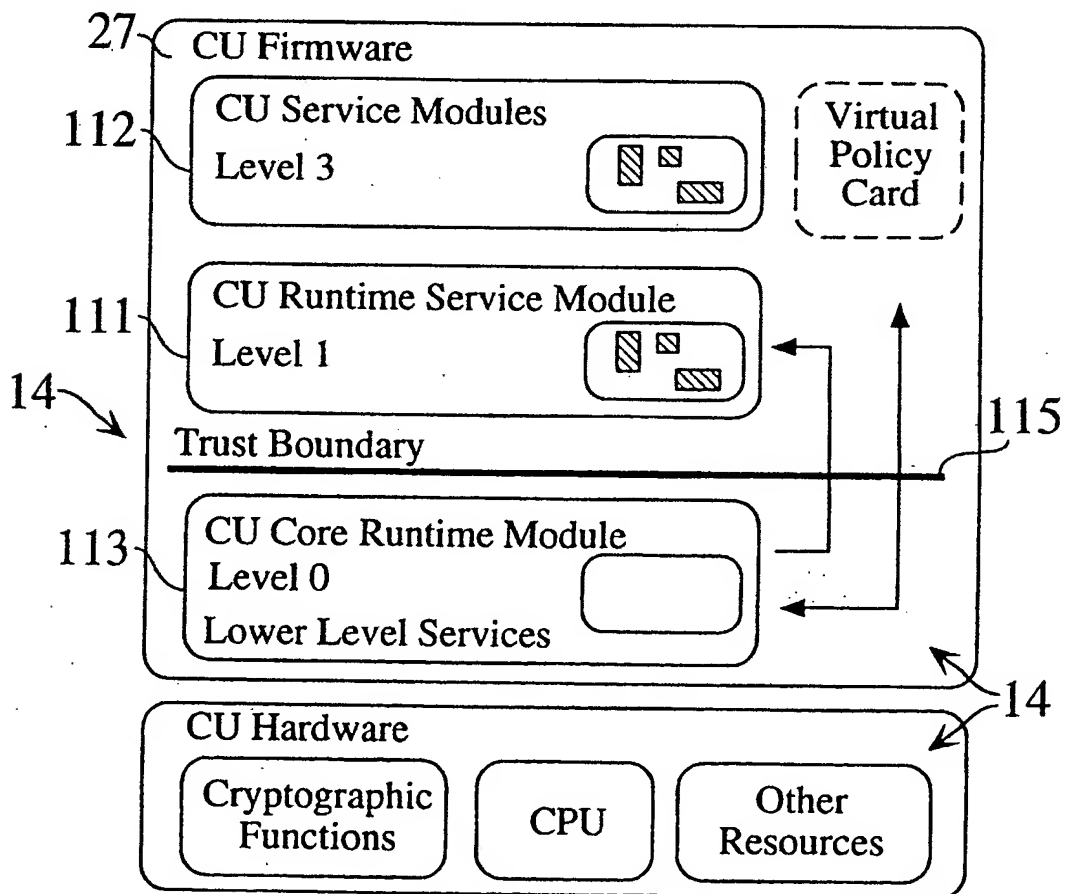 27
CU Firmware
CU Service Modules
112
Level 3
Virtual
Policy
Card
CU Runtime Service Module
111
Level 1
14
115
Trust Boundary
CU Core Runtime Module
113
Level 0
Lower Level Services
14
CU Hardware
Cryptographic
Functions
CPU
Other
Resources